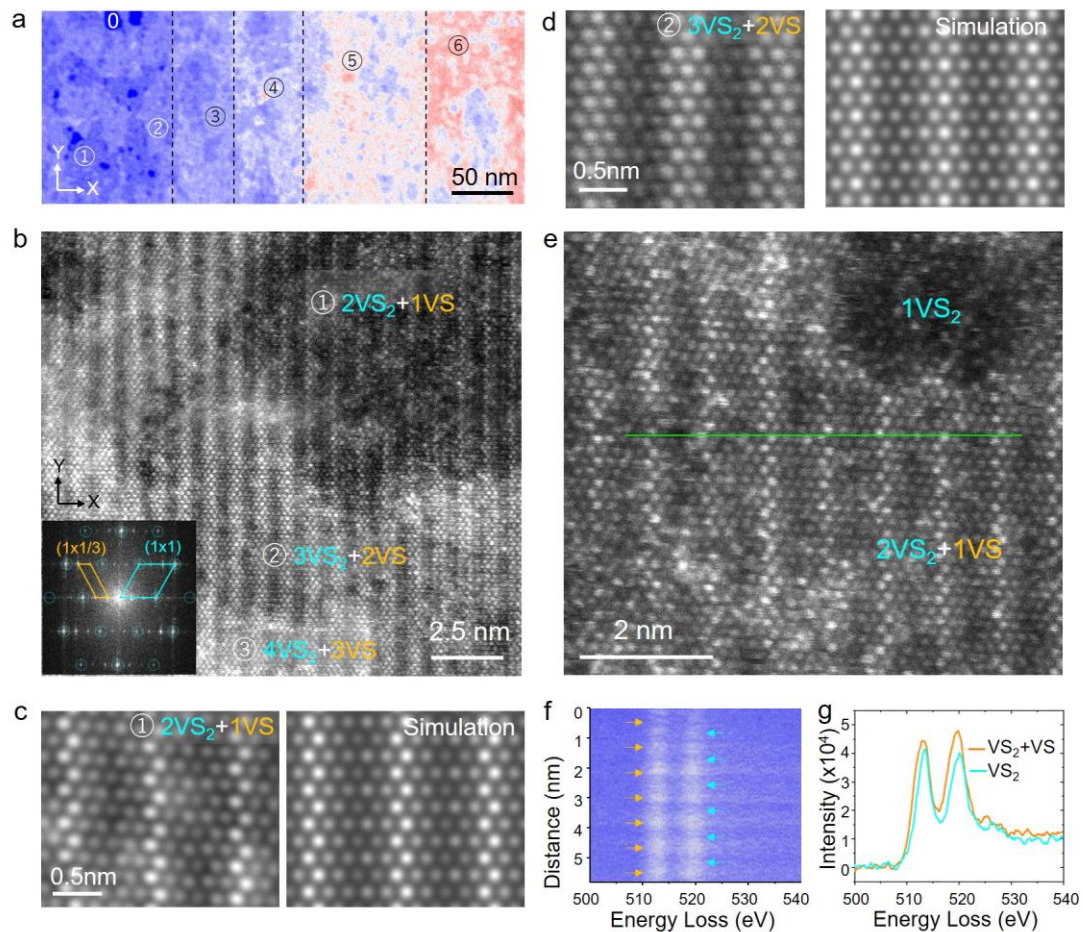 a
0
①
②
③
④
⑤
⑥
Y
X
50 nm
d
② 3VS₂+2VS
Simulation
0.5nm
b
① 2VS₂+1VS
Y
X
(1x1/3)
(1x1)
② 3VS₂+2VS
2.5 nm
③ 4VS₂+3VS
e
1VS₂
2VS₂+1VS
2 nm
c
① 2VS₂+1VS
Simulation
0.5nm
f
0
1
2
3
4
5
Distance (nm)
500 510 520 530 540
Energy Loss (eV)
g
5
4
3
2
1
0
Intensity (x10⁴)
VS₂+VS
VS₂
500 510 520 530 540
Energy Loss (eV)